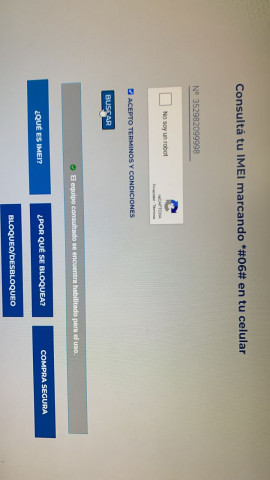 Consultá tu IMEI marcando *#06# en tu celular
N° 352982099998
No soy un robot
reCAPTCHA
Privacidad - Términos
ACEPTO TERMINOS Y CONDICIONES
BUSCAR
El equipo consultado se encuentra habilitado para el uso.
¿QUÉ ES IMEI?
¿POR QUÉ SE BLOQUEA?
COMPRA SEGURA
BLOQUEO/DESBLOQUEO